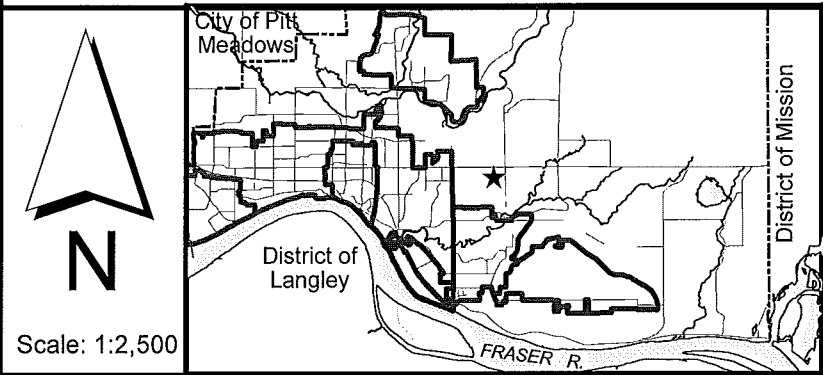 City of Pitt
Meadows
District of Mission
District of
Langley
FRASER R.
N
Scale: 1:2,500